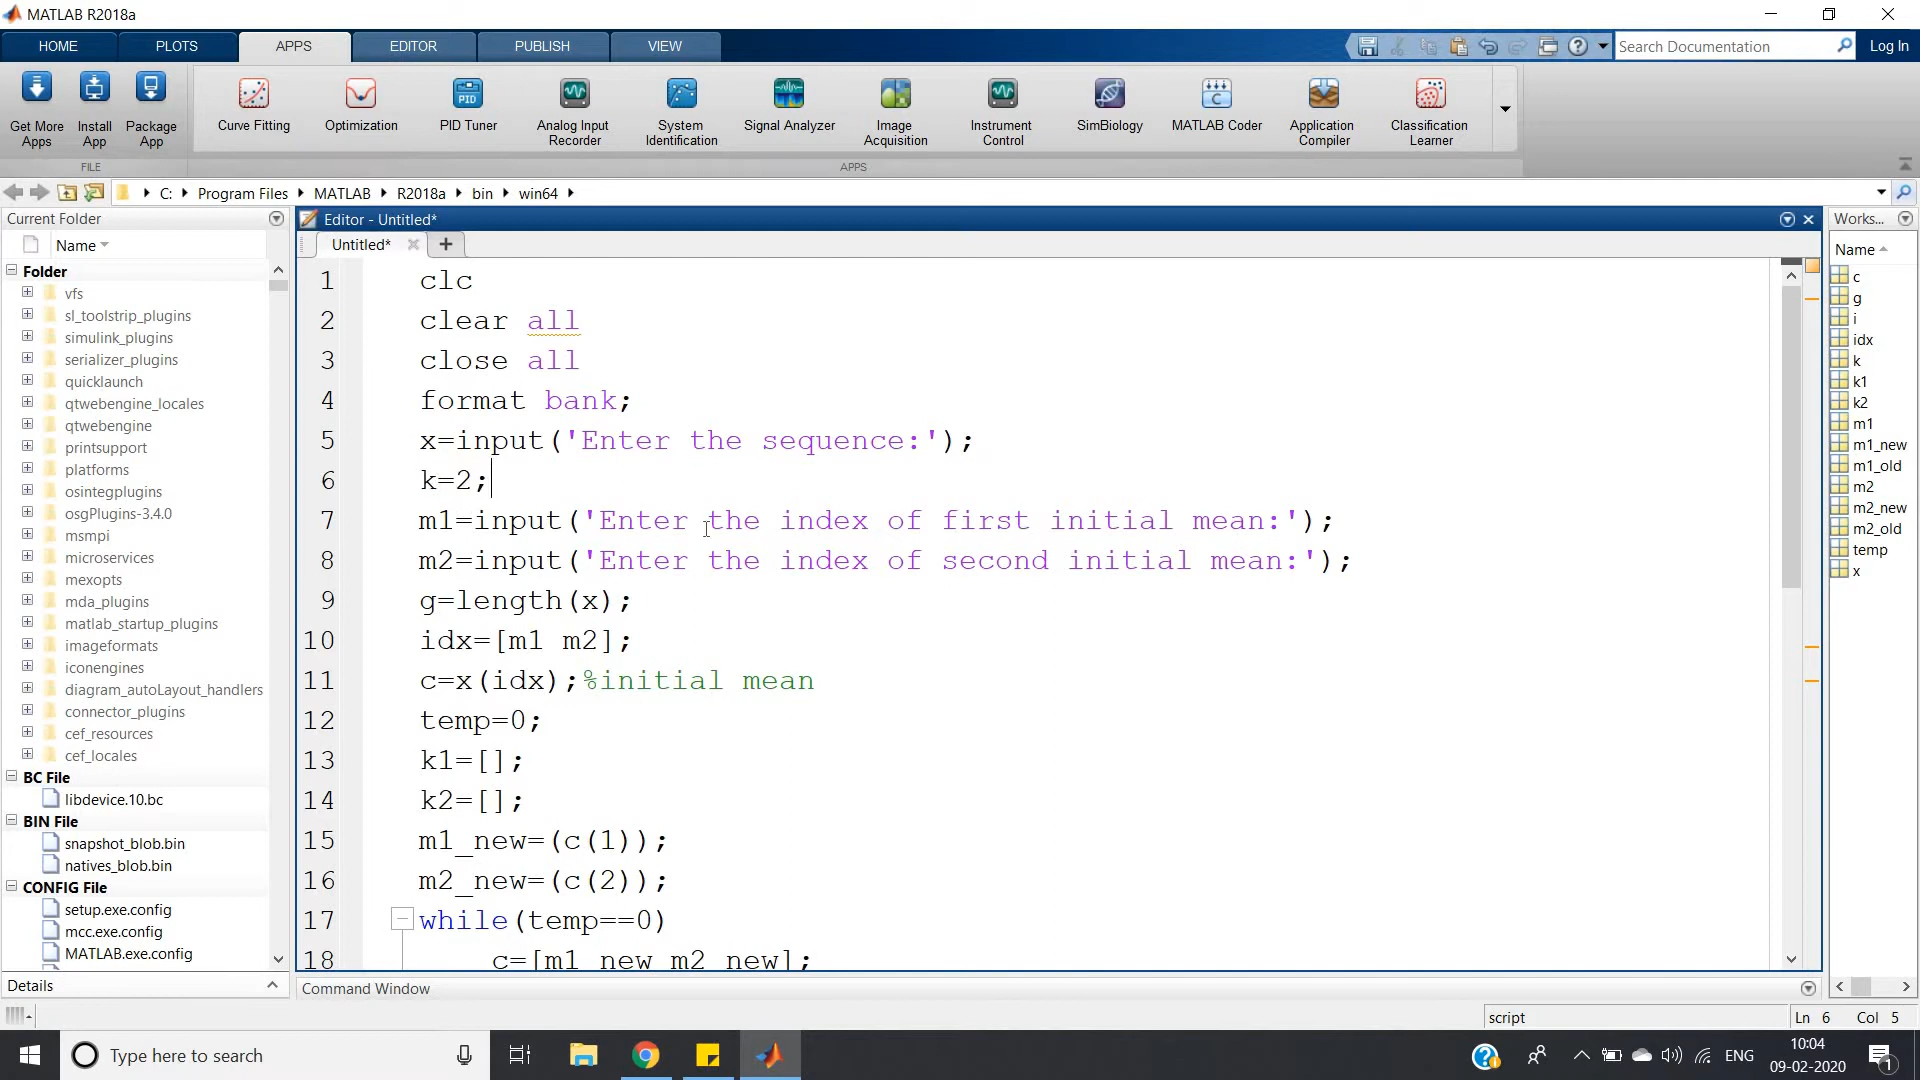 MATLAB R2018a
HOME PLOTS APPS EDITOR PUBLISH VIEW
Search Documentation Log In
Get More Apps
Install App
Package App
Curve Fitting
Optimization
PID Tuner
Analog Input Recorder
System Identification
Signal Analyzer
Image Acquisition
Instrument Control
SimBiology
MATLAB Coder
Application Compiler
Classification Learner
FILE
APPS
C: Program Files MATLAB R2018a bin win64
Current Folder
Name
Folder
vfs
sl_toolstrip_plugins
simulink_plugins
serializer_plugins
quicklaunch
qtwebengine_locales
qtwebengine
printsupport
platforms
osintegplugins
osgPlugins-3.4.0
msmpi
microservices
mexopts
mda_plugins
matlab_startup_plugins
imageformats
iconengines
diagram_autoLayout_handlers
connector_plugins
cef_resources
cef_locales
BC File
libdevice.10.bc
BIN File
snapshot_blob.bin
natives_blob.bin
CONFIG File
setup.exe.config
mcc.exe.config
MATLAB.exe.config
Details
Editor - Untitled*
Untitled*
1 clc
2 clear all
3 close all
4 format bank;
5 x=input('Enter the sequence:');
6 k=2;
7 m1=input('Enter the index of first initial mean:');
8 m2=input('Enter the index of second initial mean:');
9 g=length(x);
10 idx=[m1 m2];
11 c=x(idx);%initial mean
12 temp=0;
13 k1=[];
14 k2=[];
15 m1_new=(c(1));
16 m2_new=(c(2));
17 while(temp==0)
18 c=[m1_new m2_new];
Command Window
Works...
Name
c
g
i
idx
k
k1
k2
m1
m1_new
m1_old
m2
m2_new
m2_old
temp
x
script Ln 6 Col 5
Type here to search
ENG
10:04
09-02-2020
1